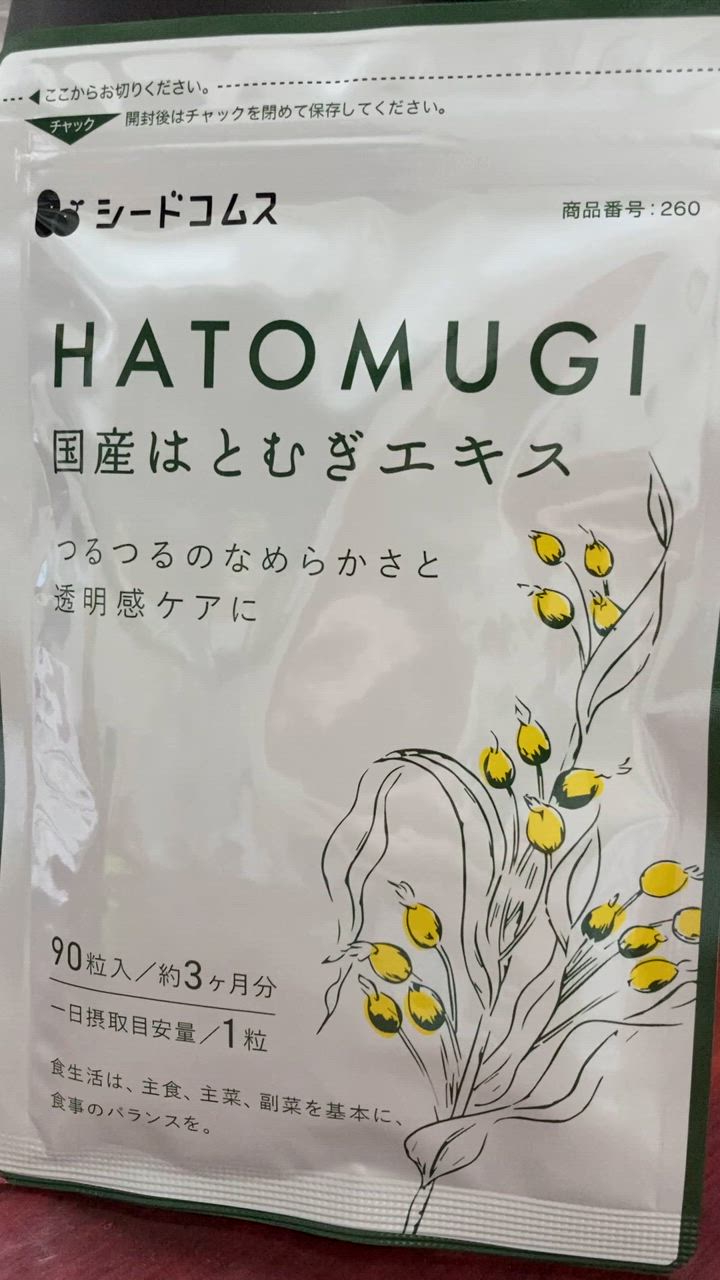 ここからお切りください。
チャック 開封後はチャックを閉めて保存してください。
シードコムス
商品番号：260
HATOMUGI
国産はとむぎエキス
つるつるのなめらかさと
透明感ケアに
90粒入／約3ヶ月分
一日摂取目安量／1粒
食生活は、主食、主菜、副菜を基本に、
食事のバランスを。